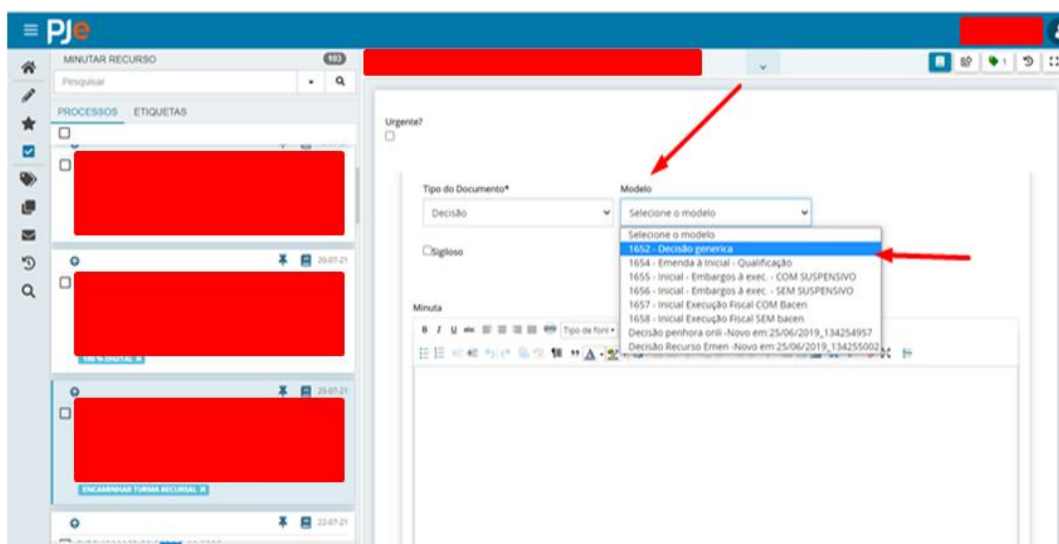 PJe
MINUTAR RECURSO
103
Pesquisar
PROCESSOS
ETIQUETAS
20-07-21
100% DIGITAL X
20-07-21
ENCAMINHAR TURMA RECURSAL X
22-07-21
1
Urgente?
Tipo do Documento*
Modelo
Decisão
Selecione o modelo
Selecione o modelo
1652 - Decisão generica
1654 - Emenda à Inicial - Qualificação
1655 - Inicial - Embargos à exec. - COM SUSPENSIVO
1656 - Inicial - Embargos à exec. - SEM SUSPENSIVO
1657 - Inicial Execução Fiscal COM Bacen
1658 - Inicial Execução Fiscal SEM bacen
Decisão penhora onli -Novo em:25/06/2019_134254957
Decisão Recurso Emen -Novo em:25/06/2019_134255002
Sigiloso
Minuta
B I U abc
Tipo de font